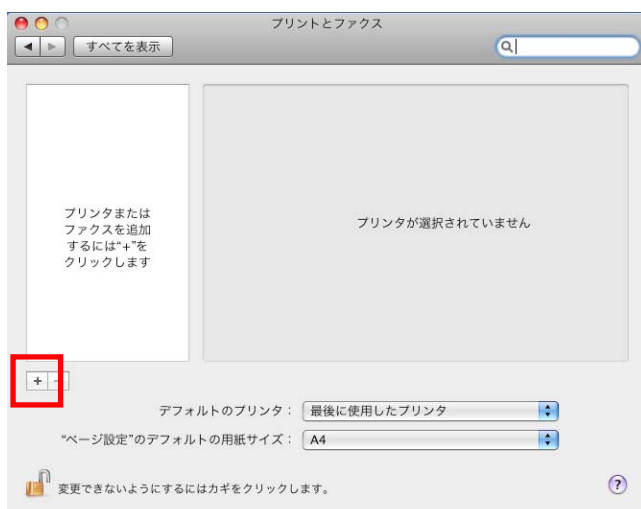 プリントとファクス
すべてを表示
プリンタまたは
ファクスを追加
するには“+”を
クリックします
プリンタが選択されていません
+ -
デフォルトのプリンタ： 最後に使用したプリンタ
“ページ設定”のデフォルトの用紙サイズ： A4
変更できないようにするにはカギをクリックします。
?